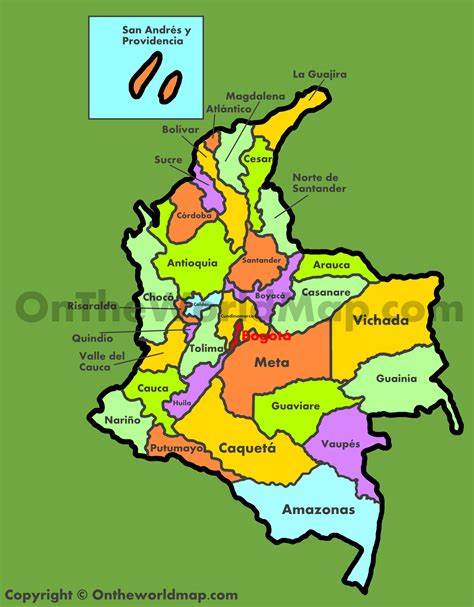 San Andrés y
Providencia
La Guajira
Magdalena
Atlántico
Bolívar
Cesar
Sucre
Norte de
Santander
Córdoba
Antioquia
Santander
Arauca
Boyacá
Casanare
Chocó
Caldas
Risaralda
OnTheWorldMap.com
Cundinamarca
Vichada
Quindio
Bogotá
Tolima
Valle del
Cauca
Meta
Guainia
Cauca
Huila
Guaviare
Nariño
Vaupés
Putumayo
Caquetá
Amazonas
Copyright © Ontheworldmap.com